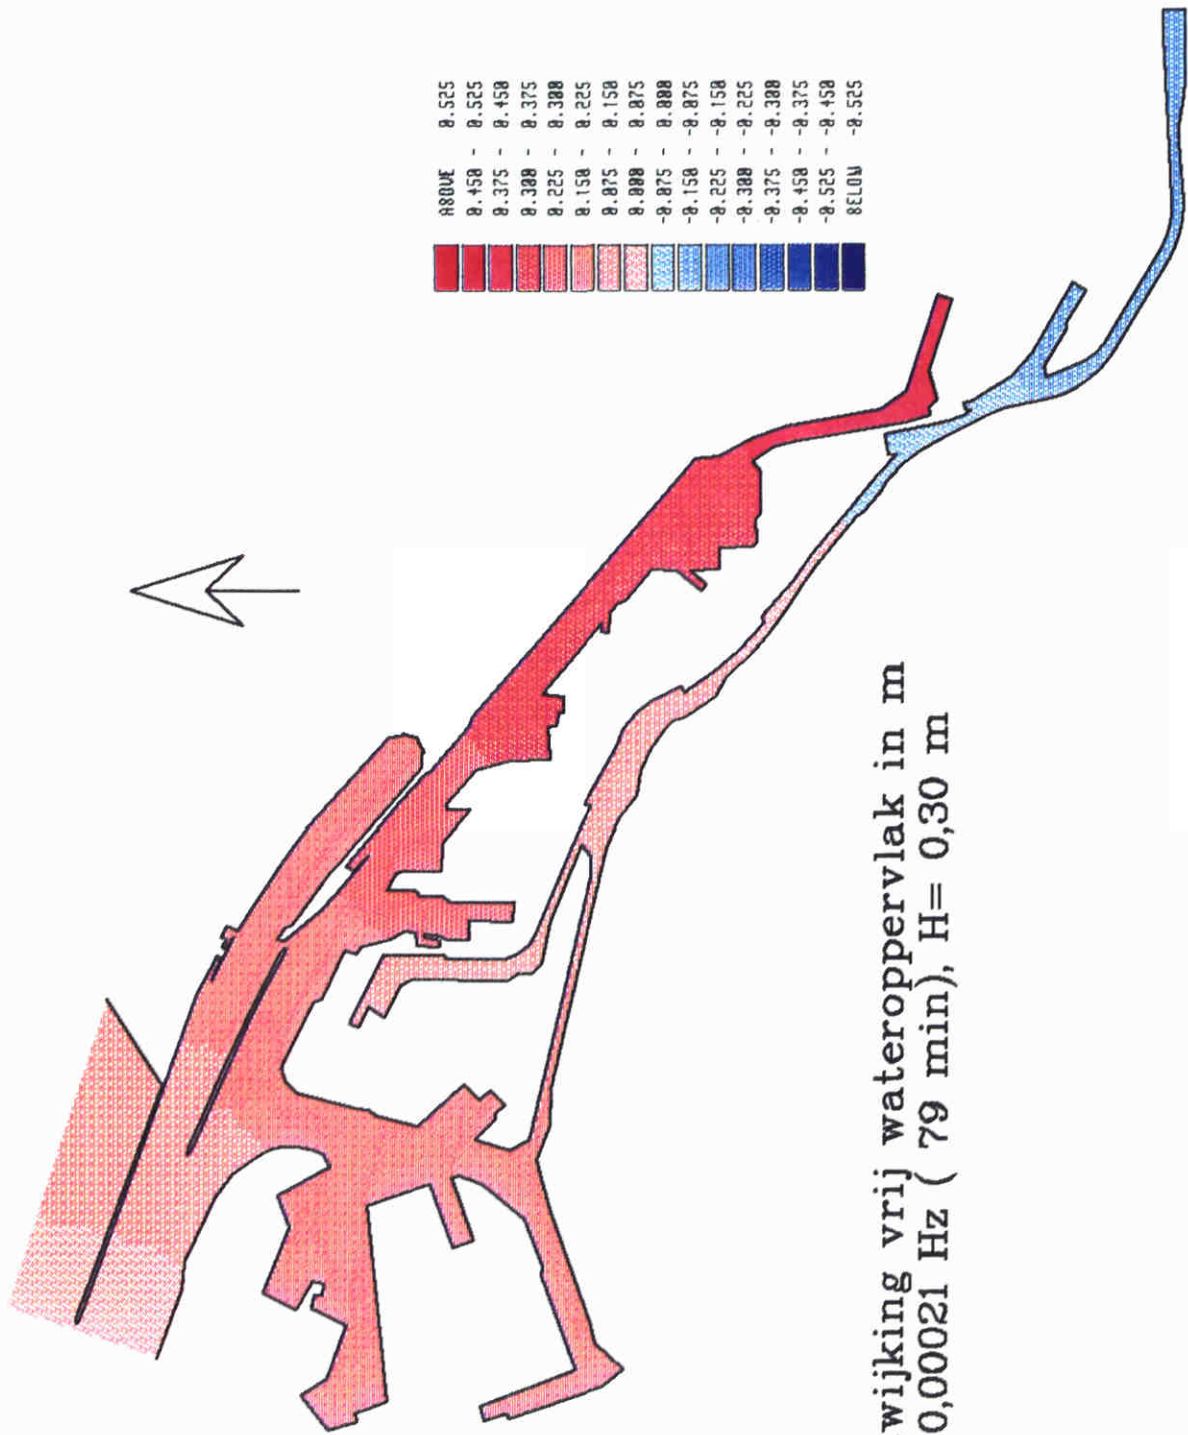 ABOVE 0.525
0.450 - 0.525
0.375 - 0.450
0.300 - 0.375
0.225 - 0.300
0.150 - 0.225
0.075 - 0.150
0.000 - 0.075
-0.075 - 0.000
-0.150 - -0.075
-0.225 - -0.150
-0.300 - -0.225
-0.375 - -0.300
-0.450 - -0.375
-0.525 - -0.450
BELOW -0.525
wijking vrij wateroppervlak in m
0,00021 Hz ( 79 min), H= 0,30 m